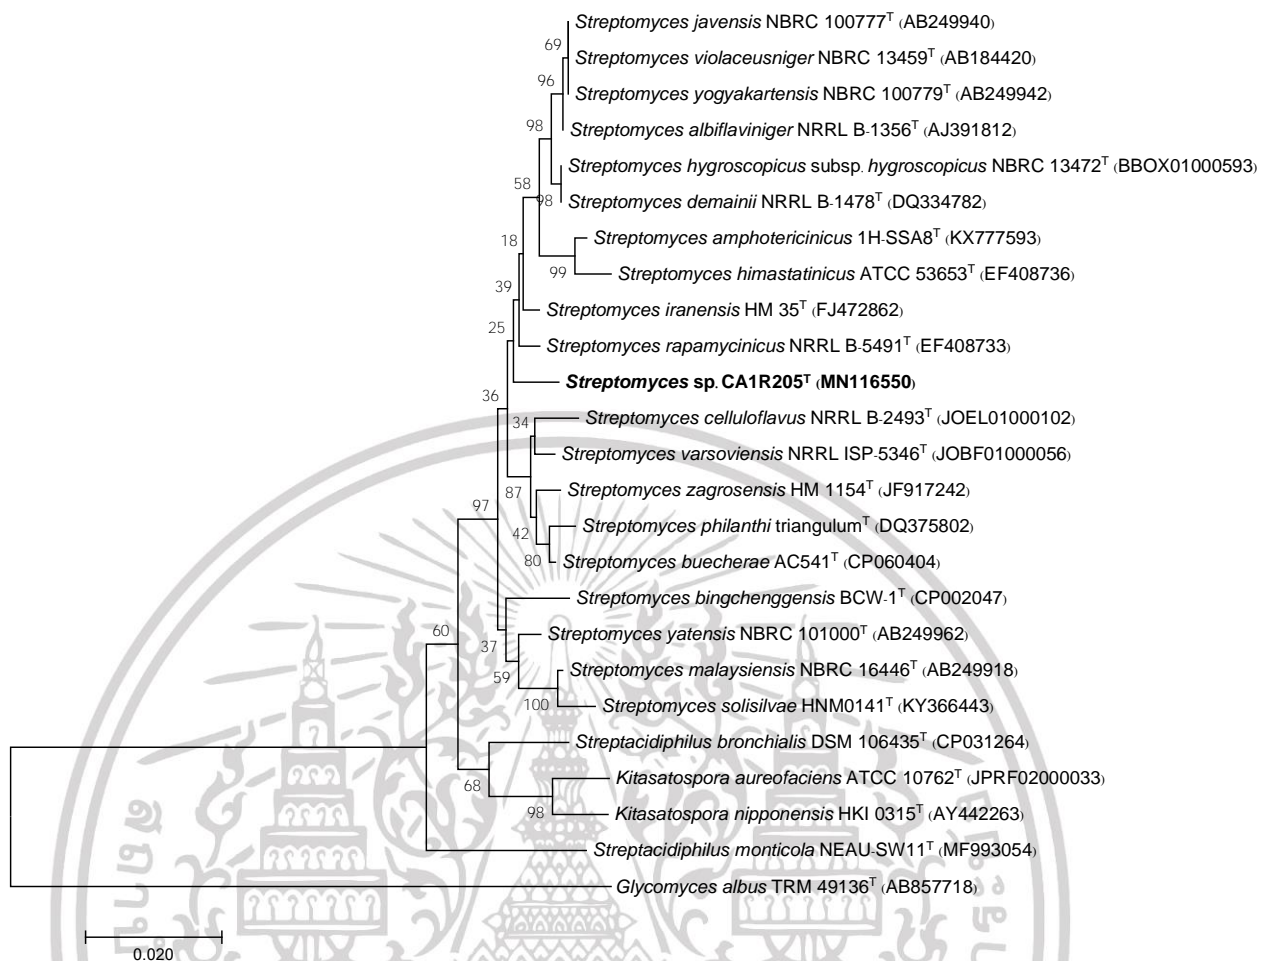 Streptomyces javensis NBRC 100777T (AB249940)
69
Streptomyces violaceusniger NBRC 13459T (AB184420)
96
Streptomyces yogyakartensis NBRC 100779T (AB249942)
98
Streptomyces albiflaviniger NRRL B-1356T (AJ391812)
Streptomyces hygroscopicus subsp. hygroscopicus NBRC 13472T (BBOX01000593)
58
98
Streptomyces demainii NRRL B-1478T (DQ334782)
18
Streptomyces amphotericinicus 1H-SSA8T (KX777593)
99
Streptomyces himastatinicus ATCC 53653T (EF408736)
39
Streptomyces iranensis HM 35T (FJ472862)
25
Streptomyces rapamycinicus NRRL B-5491T (EF408733)
Streptomyces sp. CA1R205T (MN116550)
36
34
Streptomyces celluloflavus NRRL B-2493T (JOEL01000102)
Streptomyces varsoviensis NRRL ISP-5346T (JOBF01000056)
87
Streptomyces zagrosensis HM 1154T (JF917242)
97
42
Streptomyces philanthi triangulumT (DQ375802)
80
Streptomyces buecherae AC541T (CP060404)
Streptomyces bingchenggensis BCW-1T (CP002047)
60
37
Streptomyces yatensis NBRC 101000T (AB249962)
59
Streptomyces malaysiensis NBRC 16446T (AB249918)
100
Streptomyces solisilvae HNM0141T (KY366443)
Streptacidiphilus bronchialis DSM 106435T (CP031264)
68
Kitasatospora aureofaciens ATCC 10762T (JPRF02000033)
98
Kitasatospora nipponensis HKI 0315T (AY442263)
Streptacidiphilus monticola NEAU-SW11T (MF993054)
Glycomyces albus TRM 49136T (AB857718)
0.020